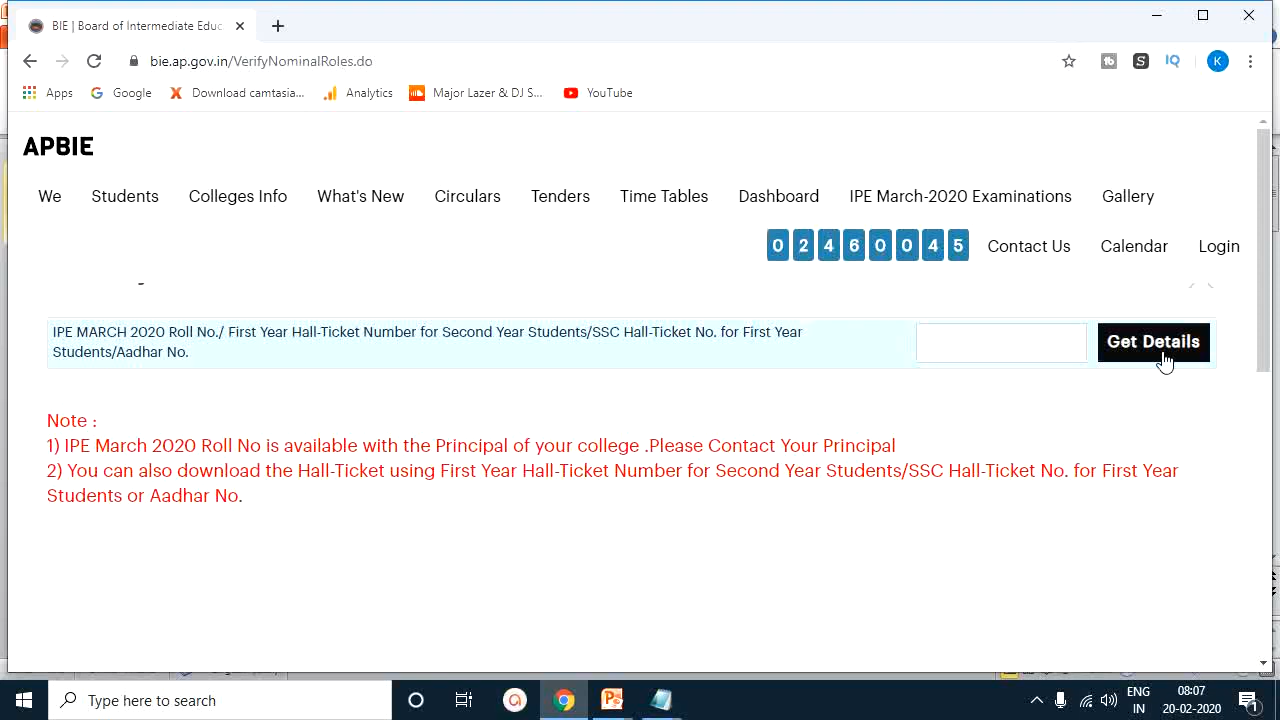 BIE | Board of Intermediate Educ
bie.ap.gov.in/VerifyNominalRoles.do
S IQ K
Apps Google Download camtasia... Analytics Major Lazer & DJ S... YouTube
APBIE
We Students Colleges Info What's New Circulars Tenders Time Tables Dashboard IPE March-2020 Examinations Gallery
0 2 4 6 0 0 4 5 Contact Us Calendar Login
IPE MARCH 2020 Roll No./ First Year Hall-Ticket Number for Second Year Students/SSC Hall-Ticket No. for First Year
Students/Aadhar No.
Get Details
Note :
1) IPE March 2020 Roll No is available with the Principal of your college .Please Contact Your Principal
2) You can also download the Hall-Ticket using First Year Hall-Ticket Number for Second Year Students/SSC Hall-Ticket No. for First Year
Students or Aadhar No.
Type here to search
ENG
IN
08:07
20-02-2020
1